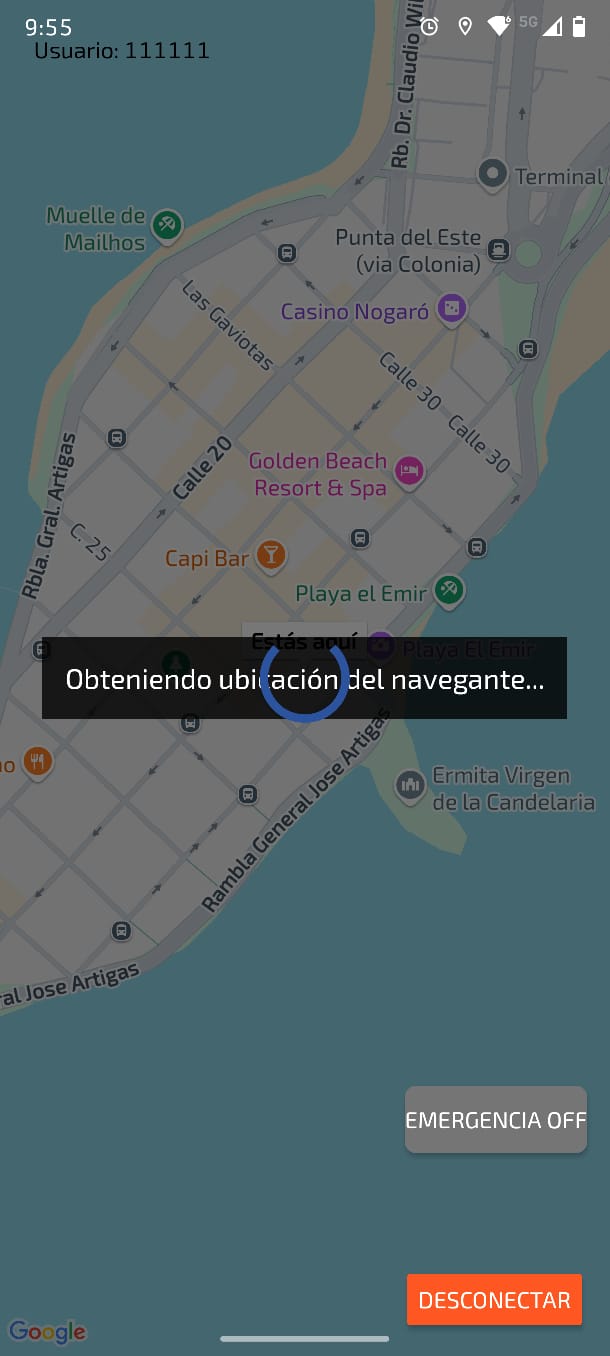 9:55
5G
Usuario: 111111
Rb. Dr. Claudio Wil
Terminal
Muelle de
Mailhos
Punta del Este
(via Colonia)
Las Gaviotas
Casino Nogaró
Calle 30
Calle 30
Calle 20
Golden Beach
Resort & Spa
Rbla. Gral. Artigas
C. 25
Capi Bar
Playa el Emir
Estás aquí
Playa El Emir
Obteniendo ubicación del navegante...
no
Ermita Virgen
de la Candelaria
Rambla General Jose Artigas
ral Jose Artigas
EMERGENCIA OFF
DESCONECTAR
Google